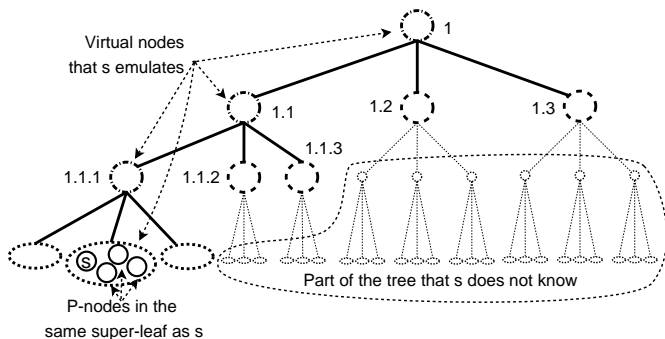 1
Virtual nodes
that s emulates
1.1
1.2
1.3
1.1.1
1.1.2
1.1.3
s
Part of the tree that s does not know
P-nodes in the
same super-leaf as s